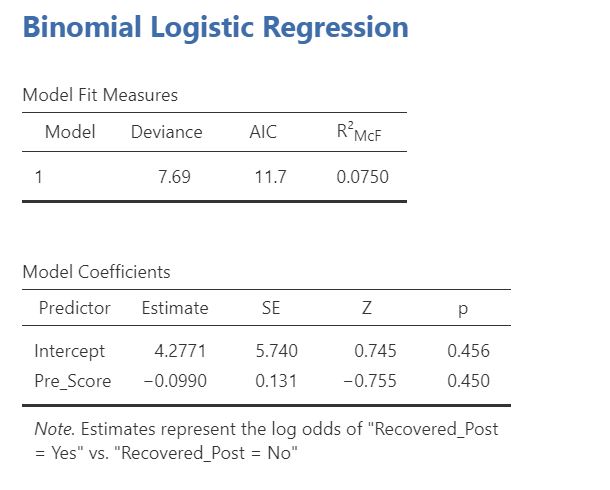 Binomial Logistic Regression
Model Fit Measures
Model Deviance AIC R²McF
1 7.69 11.7 0.0750
Model Coefficients
Predictor Estimate SE Z p
Intercept 4.2771 5.740 0.745 0.456
Pre_Score −0.0990 0.131 −0.755 0.450
Note. Estimates represent the log odds of "Recovered_Post
= Yes" vs. "Recovered_Post = No"